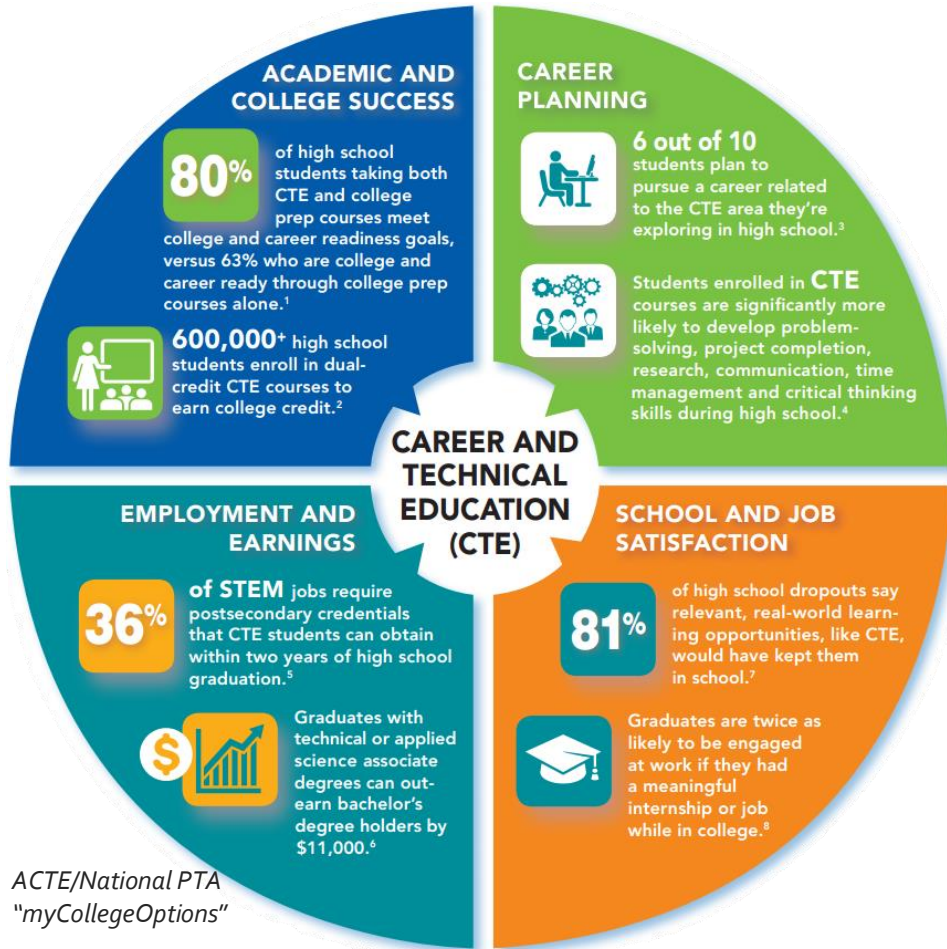 ACADEMIC AND
COLLEGE SUCCESS
80%
of high school
students taking both
CTE and college
prep courses meet
college and career readiness goals,
versus 63% who are college and
career ready through college prep
courses alone.¹
600,000⁺ high school
students enroll in dual-
credit CTE courses to
earn college credit.²
CAREER
PLANNING
6 out of 10
students plan to
pursue a career related
to the CTE area they're
exploring in high school.³
Students enrolled in CTE
courses are significantly more
likely to develop problem-
solving, project completion,
research, communication, time
management and critical thinking
skills during high school.⁴
CAREER AND
TECHNICAL
EDUCATION
(CTE)
EMPLOYMENT AND
EARNINGS
36%
of STEM jobs require
postsecondary credentials
that CTE students can obtain
within two years of high school
graduation.⁵
$
Graduates with
technical or applied
science associate
degrees can out-
earn bachelor's
degree holders by
$11,000.⁶
SCHOOL AND JOB
SATISFACTION
81%
of high school dropouts say
relevant, real-world learn-
ing opportunities, like CTE,
would have kept them
in school.⁷
Graduates are twice as
likely to be engaged
at work if they had
a meaningful
internship or job
while in college.⁸
ACTE/National PTA
"myCollegeOptions"